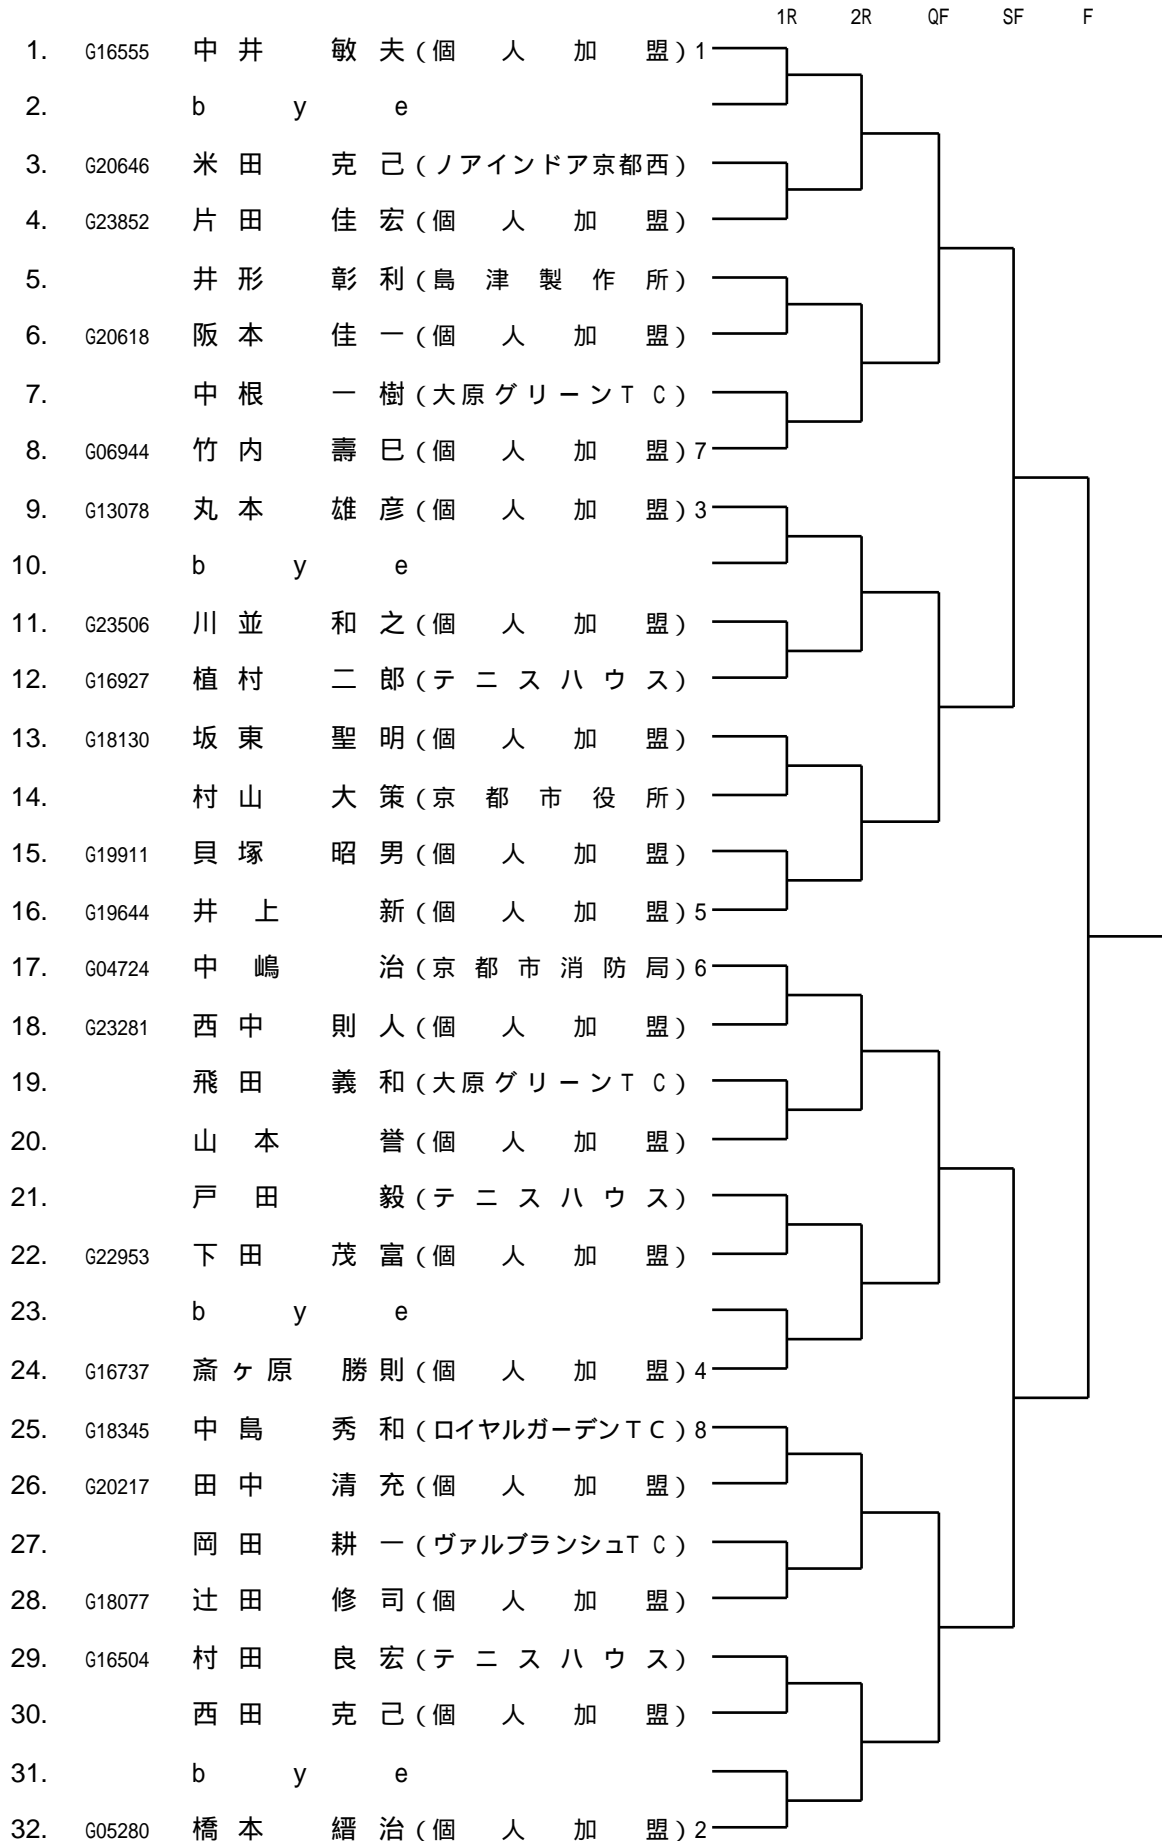 1R 2R QF SF F
1. G16555 中井 敏夫(個人加盟)1
2. bye
3. G20646 米田 克己(ノアインドア京都西)
4. G23852 片田 佳宏(個人加盟)
5. 井形 彰利(島津製作所)
6. G20618 阪本 佳一(個人加盟)
7. 中根 一樹(大原グリーンTC)
8. G06944 竹内 壽巳(個人加盟)7
9. G13078 丸本 雄彦(個人加盟)3
10. bye
11. G23506 川並 和之(個人加盟)
12. G16927 植村 二郎(テニスハウス)
13. G18130 坂東 聖明(個人加盟)
14. 村山 大策(京都市役所)
15. G19911 貝塚 昭男(個人加盟)
16. G19644 井上 新(個人加盟)5
17. G04724 中嶋 治(京都市消防局)6
18. G23281 西中 則人(個人加盟)
19. 飛田 義和(大原グリーンTC)
20. 山本 誉(個人加盟)
21. 戸田 毅(テニスハウス)
22. G22953 下田 茂富(個人加盟)
23. bye
24. G16737 斎ヶ原 勝則(個人加盟)4
25. G18345 中島 秀和(ロイヤルガーデンTC)8
26. G20217 田中 清充(個人加盟)
27. 岡田 耕一(ヴァルブランシュTC)
28. G18077 辻田 修司(個人加盟)
29. G16504 村田 良宏(テニスハウス)
30. 西田 克己(個人加盟)
31. bye
32. G05280 橋本 縉治(個人加盟)2